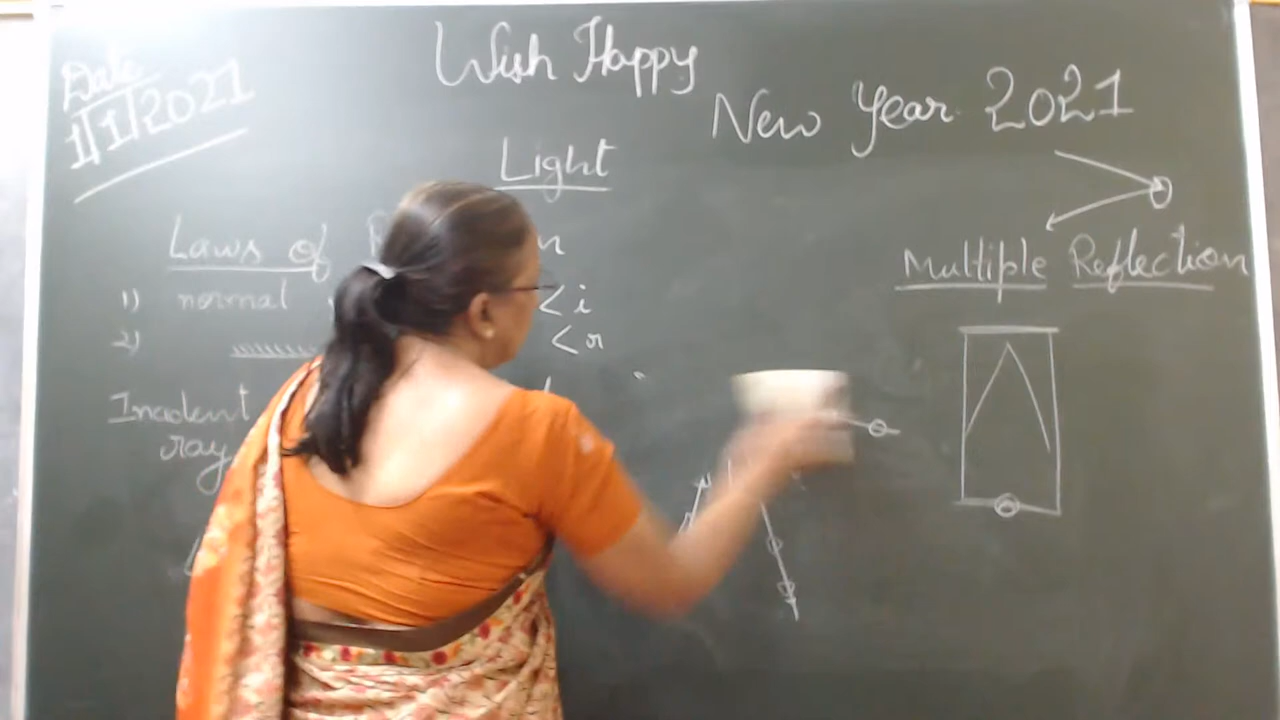 Date
1/1/2021
Wish Happy
New Year 2021
Light
Laws of
1) normal <i
2) <r
Incident
ray
Multiple Reflection